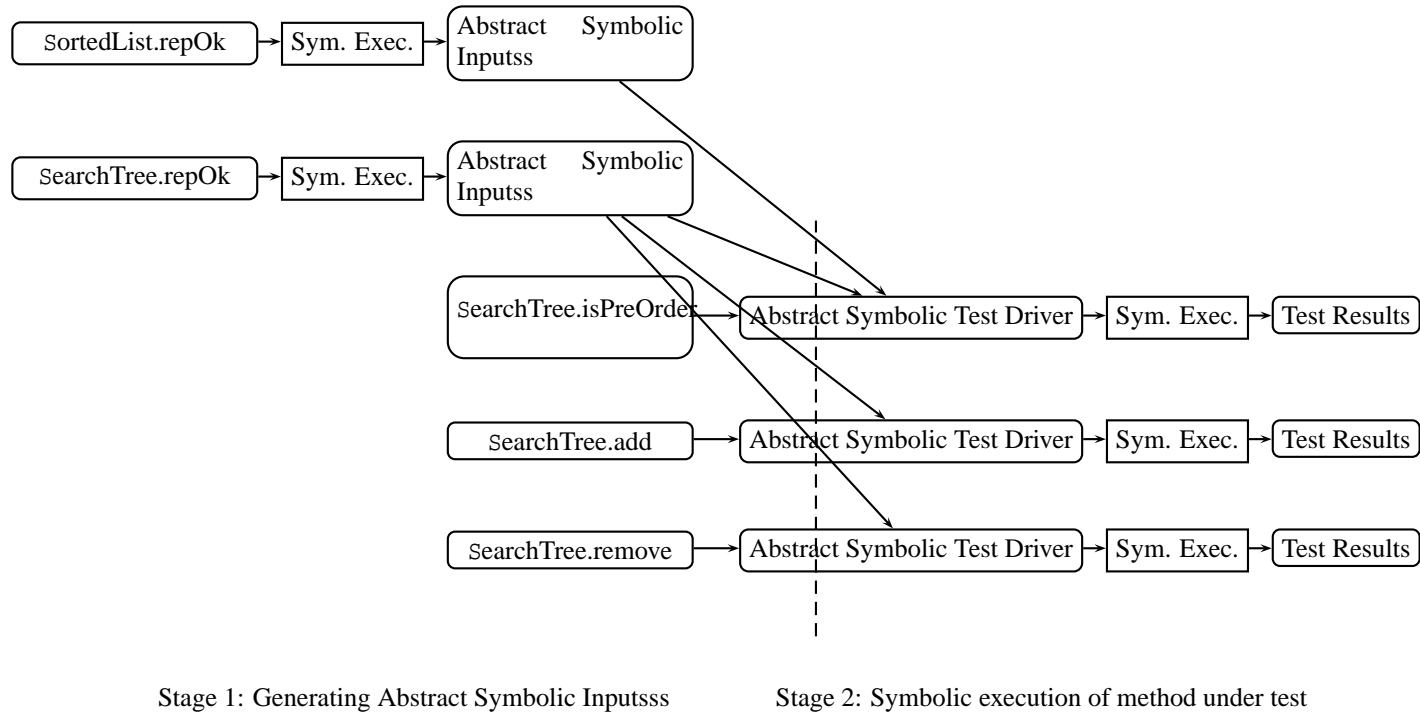 SortedList.repOk
Sym. Exec.
Abstract Symbolic
Inputss
SearchTree.repOk
Sym. Exec.
Abstract Symbolic
Inputss
SearchTree.isPreOrder
Abstract Symbolic Test Driver
Sym. Exec.
Test Results
SearchTree.add
Abstract Symbolic Test Driver
Sym. Exec.
Test Results
SearchTree.remove
Abstract Symbolic Test Driver
Sym. Exec.
Test Results
Stage 1: Generating Abstract Symbolic Inputsss
Stage 2: Symbolic execution of method under test